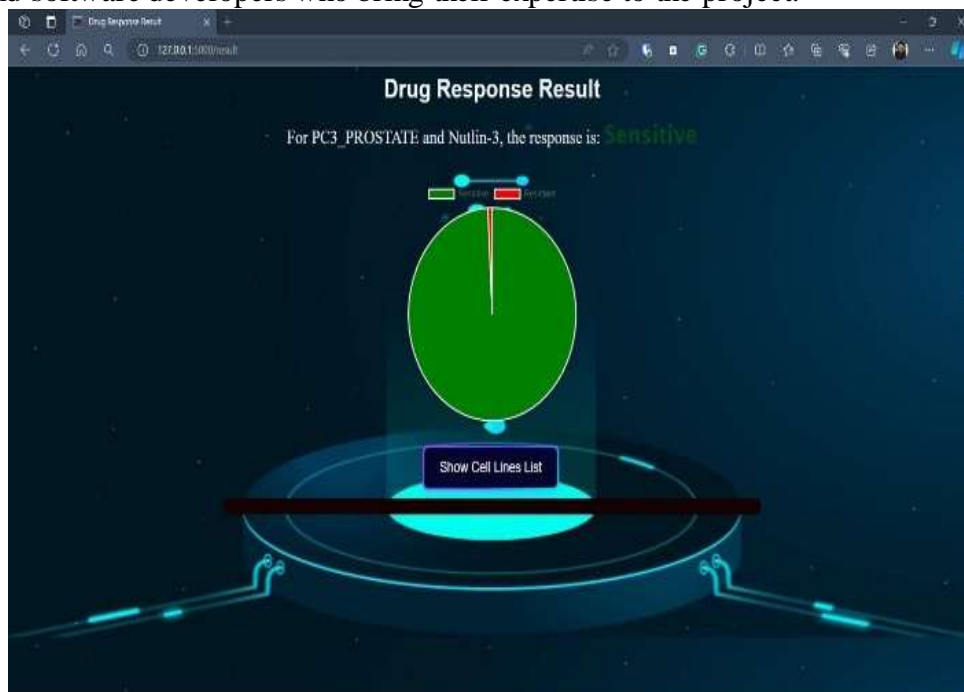 nd software developers who bring their expertise to the project.
Drug Response Result
127.0.0.1:5000/result
Drug Response Result
For PC3_PROSTATE and Nutlin-3, the response is: Sensitive
Sensitive Resistant
Show Cell Lines List